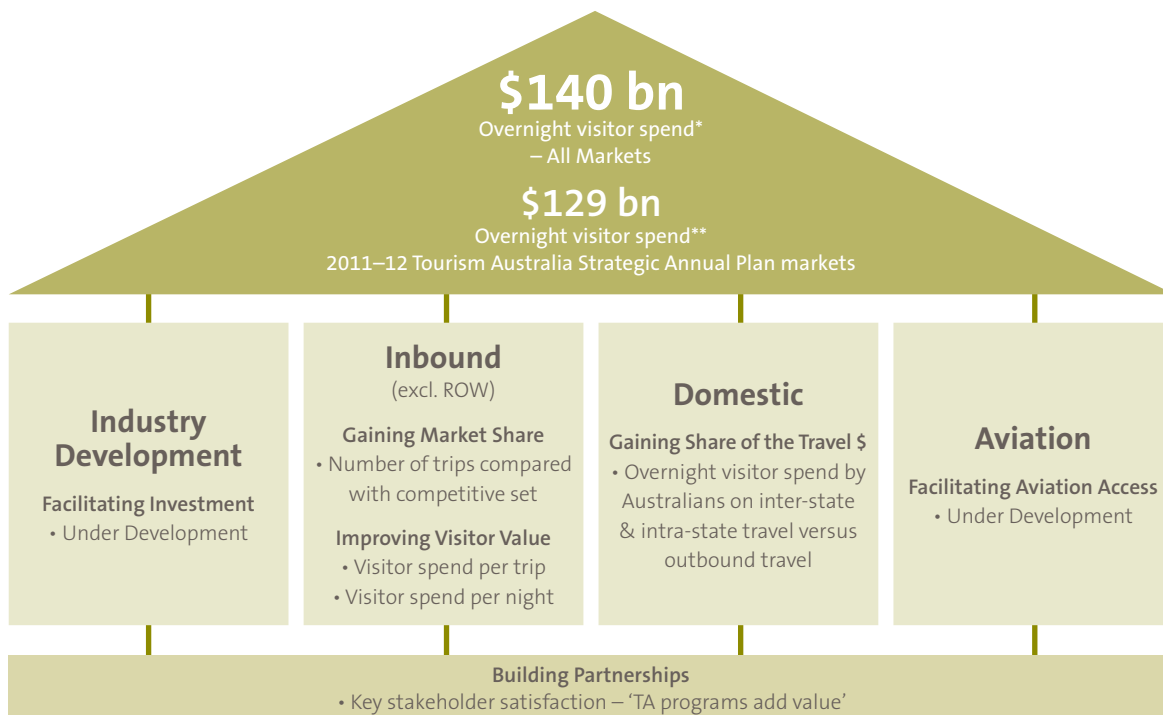 $140 bn
Overnight visitor spend*
– All Markets
$129 bn
Overnight visitor spend**
2011–12 Tourism Australia Strategic Annual Plan markets
Industry
Development
Facilitating Investment
• Under Development
Inbound
(excl. ROW)
Gaining Market Share
• Number of trips compared
with competitive set
Improving Visitor Value
• Visitor spend per trip
• Visitor spend per night
Domestic
Gaining Share of the Travel $
• Overnight visitor spend by
Australians on inter-state
& intra-state travel versus
outbound travel
Aviation
Facilitating Aviation Access
• Under Development
Building Partnerships
• Key stakeholder satisfaction – ‘TA programs add value’